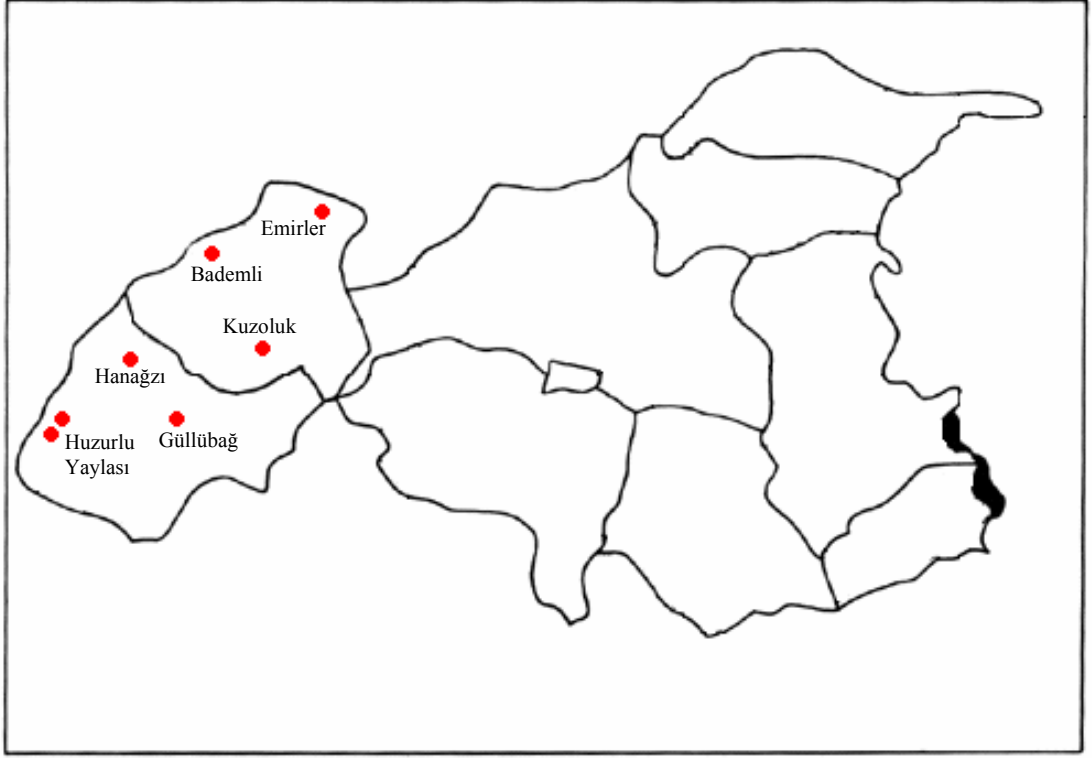 Emirler
Bademli
Kuzoluk
Hanağzı
Huzurlu
Yaylası
Güllübağ